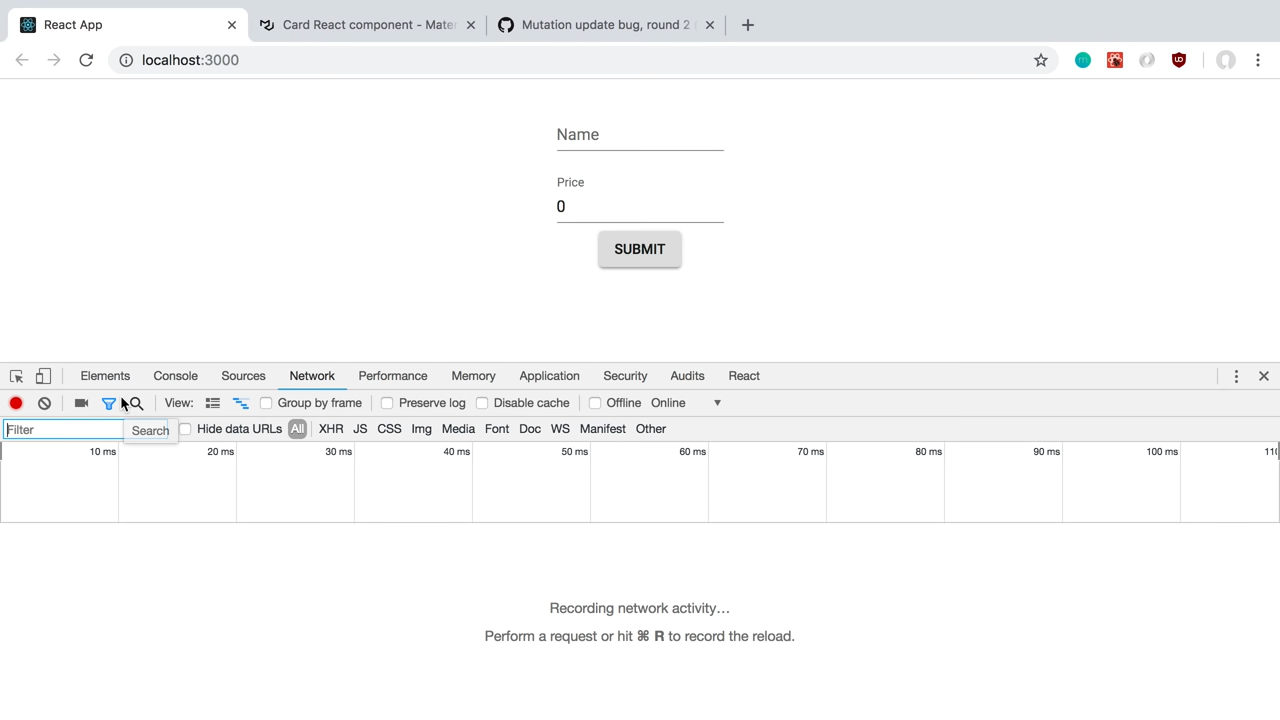 React App
Card React component - Mater
Mutation update bug, round 2
localhost:3000
Name
Price
0
SUBMIT
Elements Console Sources Network Performance Memory Application Security Audits React
View: Group by frame Preserve log Disable cache Offline Online
Filter Search Hide data URLs All XHR JS CSS Img Media Font Doc WS Manifest Other
10 ms 20 ms 30 ms 40 ms 50 ms 60 ms 70 ms 80 ms 90 ms 100 ms 110
Recording network activity…
Perform a request or hit ⌘ R to record the reload.